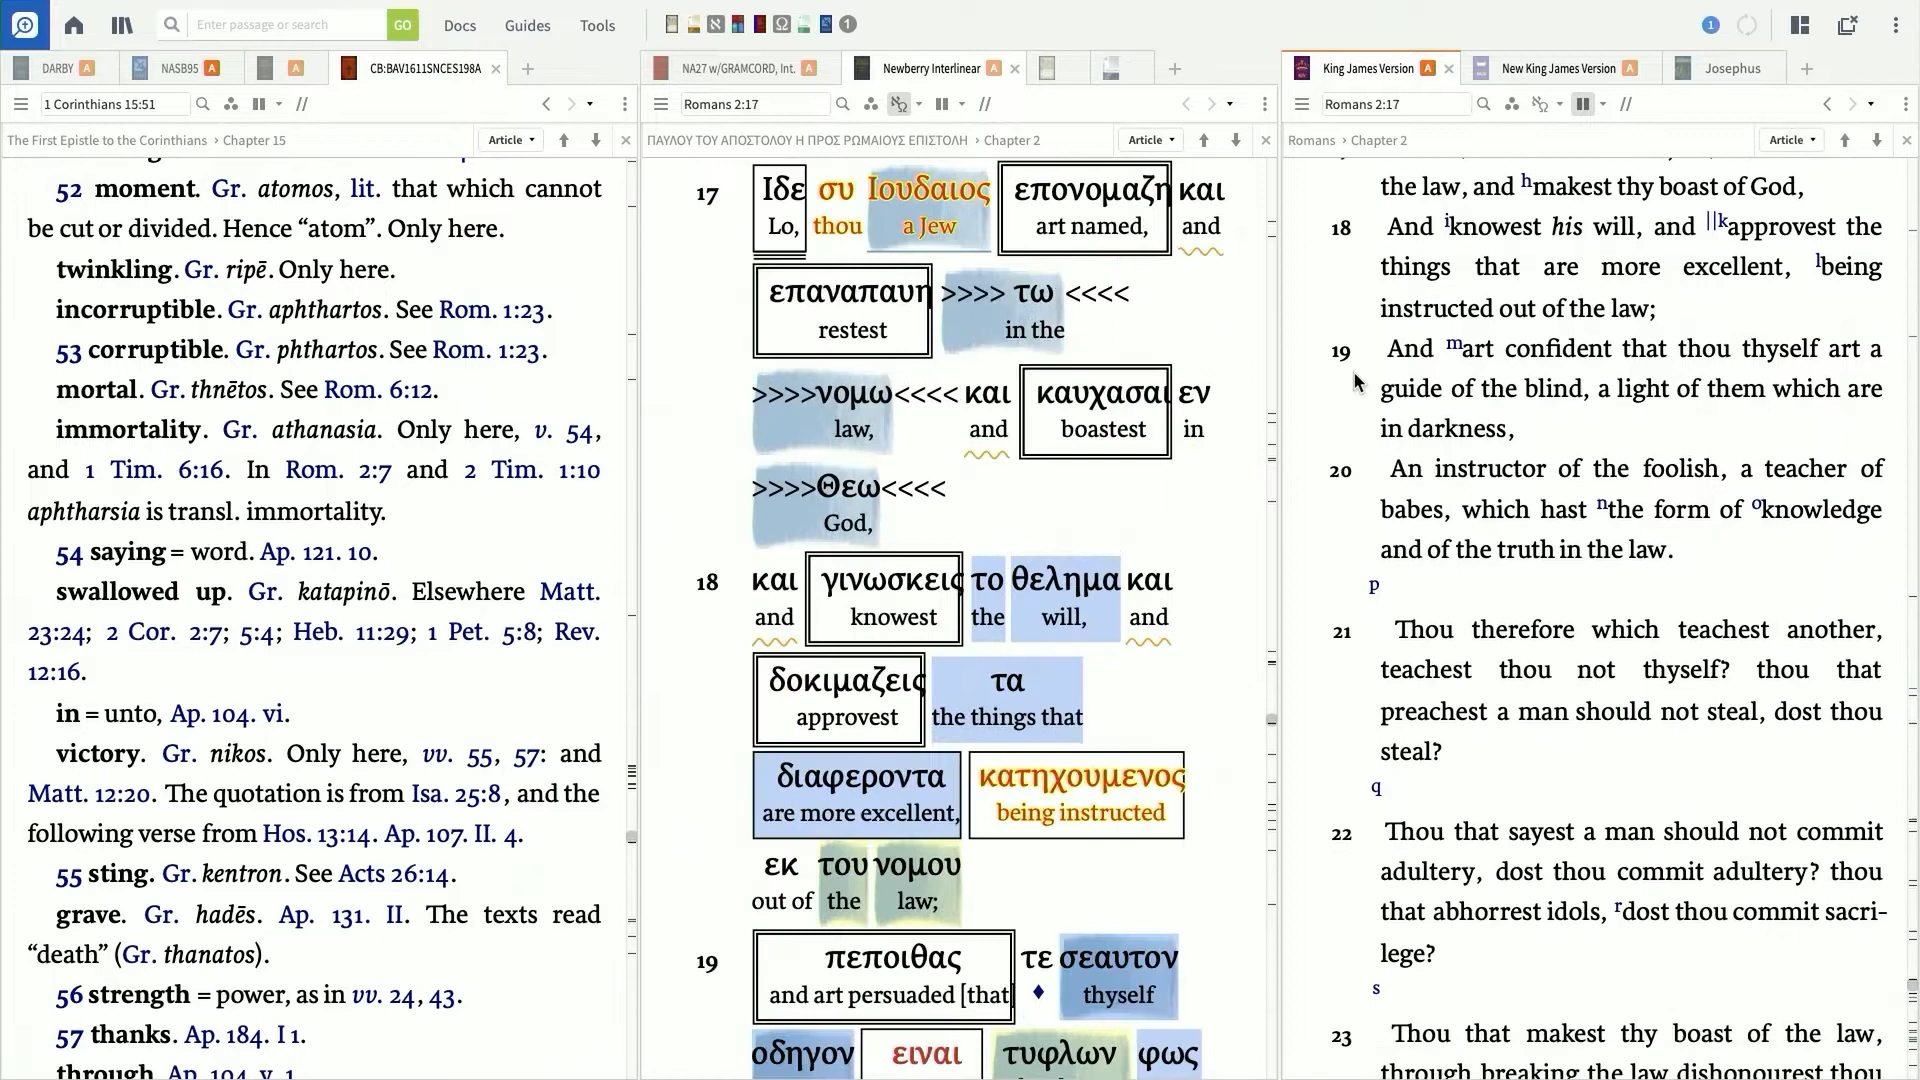 Enter passage or search
GO
Docs
Guides
Tools
1
1
DARBY A
NASB95 A
A
CB:BAV1611SNCES198A
NA27 w/GRAMCORD, Int. A
Newberry Interlinear A
King James Version A
New King James Version A
Josephus
1 Corinthians 15:51
Romans 2:17
Romans 2:17
The First Epistle to the Corinthians › Chapter 15
Article
ΠΑΥΛΟΥ ΤΟΥ ΑΠΟΣΤΟΛΟΥ Η ΠΡΟΣ ΡΩΜΑΙΟΥΣ ΕΠΙΣΤΟΛΗ › Chapter 2
Article
Romans › Chapter 2
Article
52 moment. Gr. atomos, lit. that which cannot
be cut or divided. Hence “atom”. Only here.
twinkling. Gr. ripē. Only here.
incorruptible. Gr. aphthartos. See Rom. 1:23.
53 corruptible. Gr. phthartos. See Rom. 1:23.
mortal. Gr. thnētos. See Rom. 6:12.
immortality. Gr. athanasia. Only here, v. 54,
and 1 Tim. 6:16. In Rom. 2:7 and 2 Tim. 1:10
aphtharsia is transl. immortality.
54 saying = word. Ap. 121. 10.
swallowed up. Gr. katapinō. Elsewhere Matt.
23:24; 2 Cor. 2:7; 5:4; Heb. 11:29; 1 Pet. 5:8; Rev.
12:16.
in = unto, Ap. 104. vi.
victory. Gr. nikos. Only here, vv. 55, 57: and
Matt. 12:20. The quotation is from Isa. 25:8, and the
following verse from Hos. 13:14. Ap. 107. II. 4.
55 sting. Gr. kentron. See Acts 26:14.
grave. Gr. hadēs. Ap. 131. II. The texts read
“death” (Gr. thanatos).
56 strength = power, as in vv. 24, 43.
57 thanks. Ap. 184. I 1.
through. Ap. 104. v. 1.
17 Ιδε συ Ιουδαιος επονομαζη και
Lo, thou a Jew art named, and
επαναπαυη >>>> τω <<<<
restest in the
>>>>νομω<<<< και καυχασαι εν
law, and boastest in
>>>>Θεω<<<<
God,
18 και γινωσκεις το θελημα και
and knowest the will, and
δοκιμαζεις τα
approvest the things that
διαφεροντα κατηχουμενος
are more excellent, being instructed
εκ του νομου
out of the law;
19 πεποιθας τε σεαυτον
and art persuaded [that] ♦ thyself
οδηγον ειναι τυφλων φως
the law, and hmakest thy boast of God,
18 And iknowest his will, and ||kapprovest the
things that are more excellent, lbeing
instructed out of the law;
19 And mart confident that thou thyself art a
guide of the blind, a light of them which are
in darkness,
20 An instructor of the foolish, a teacher of
babes, which hast nthe form of oknowledge
and of the truth in the law.
p
21 Thou therefore which teachest another,
teachest thou not thyself? thou that
preachest a man should not steal, dost thou
steal?
q
22 Thou that sayest a man should not commit
adultery, dost thou commit adultery? thou
that abhorrest idols, rdost thou commit sacri-
lege?
s
23 Thou that makest thy boast of the law,
through breaking the law dishonourest thou